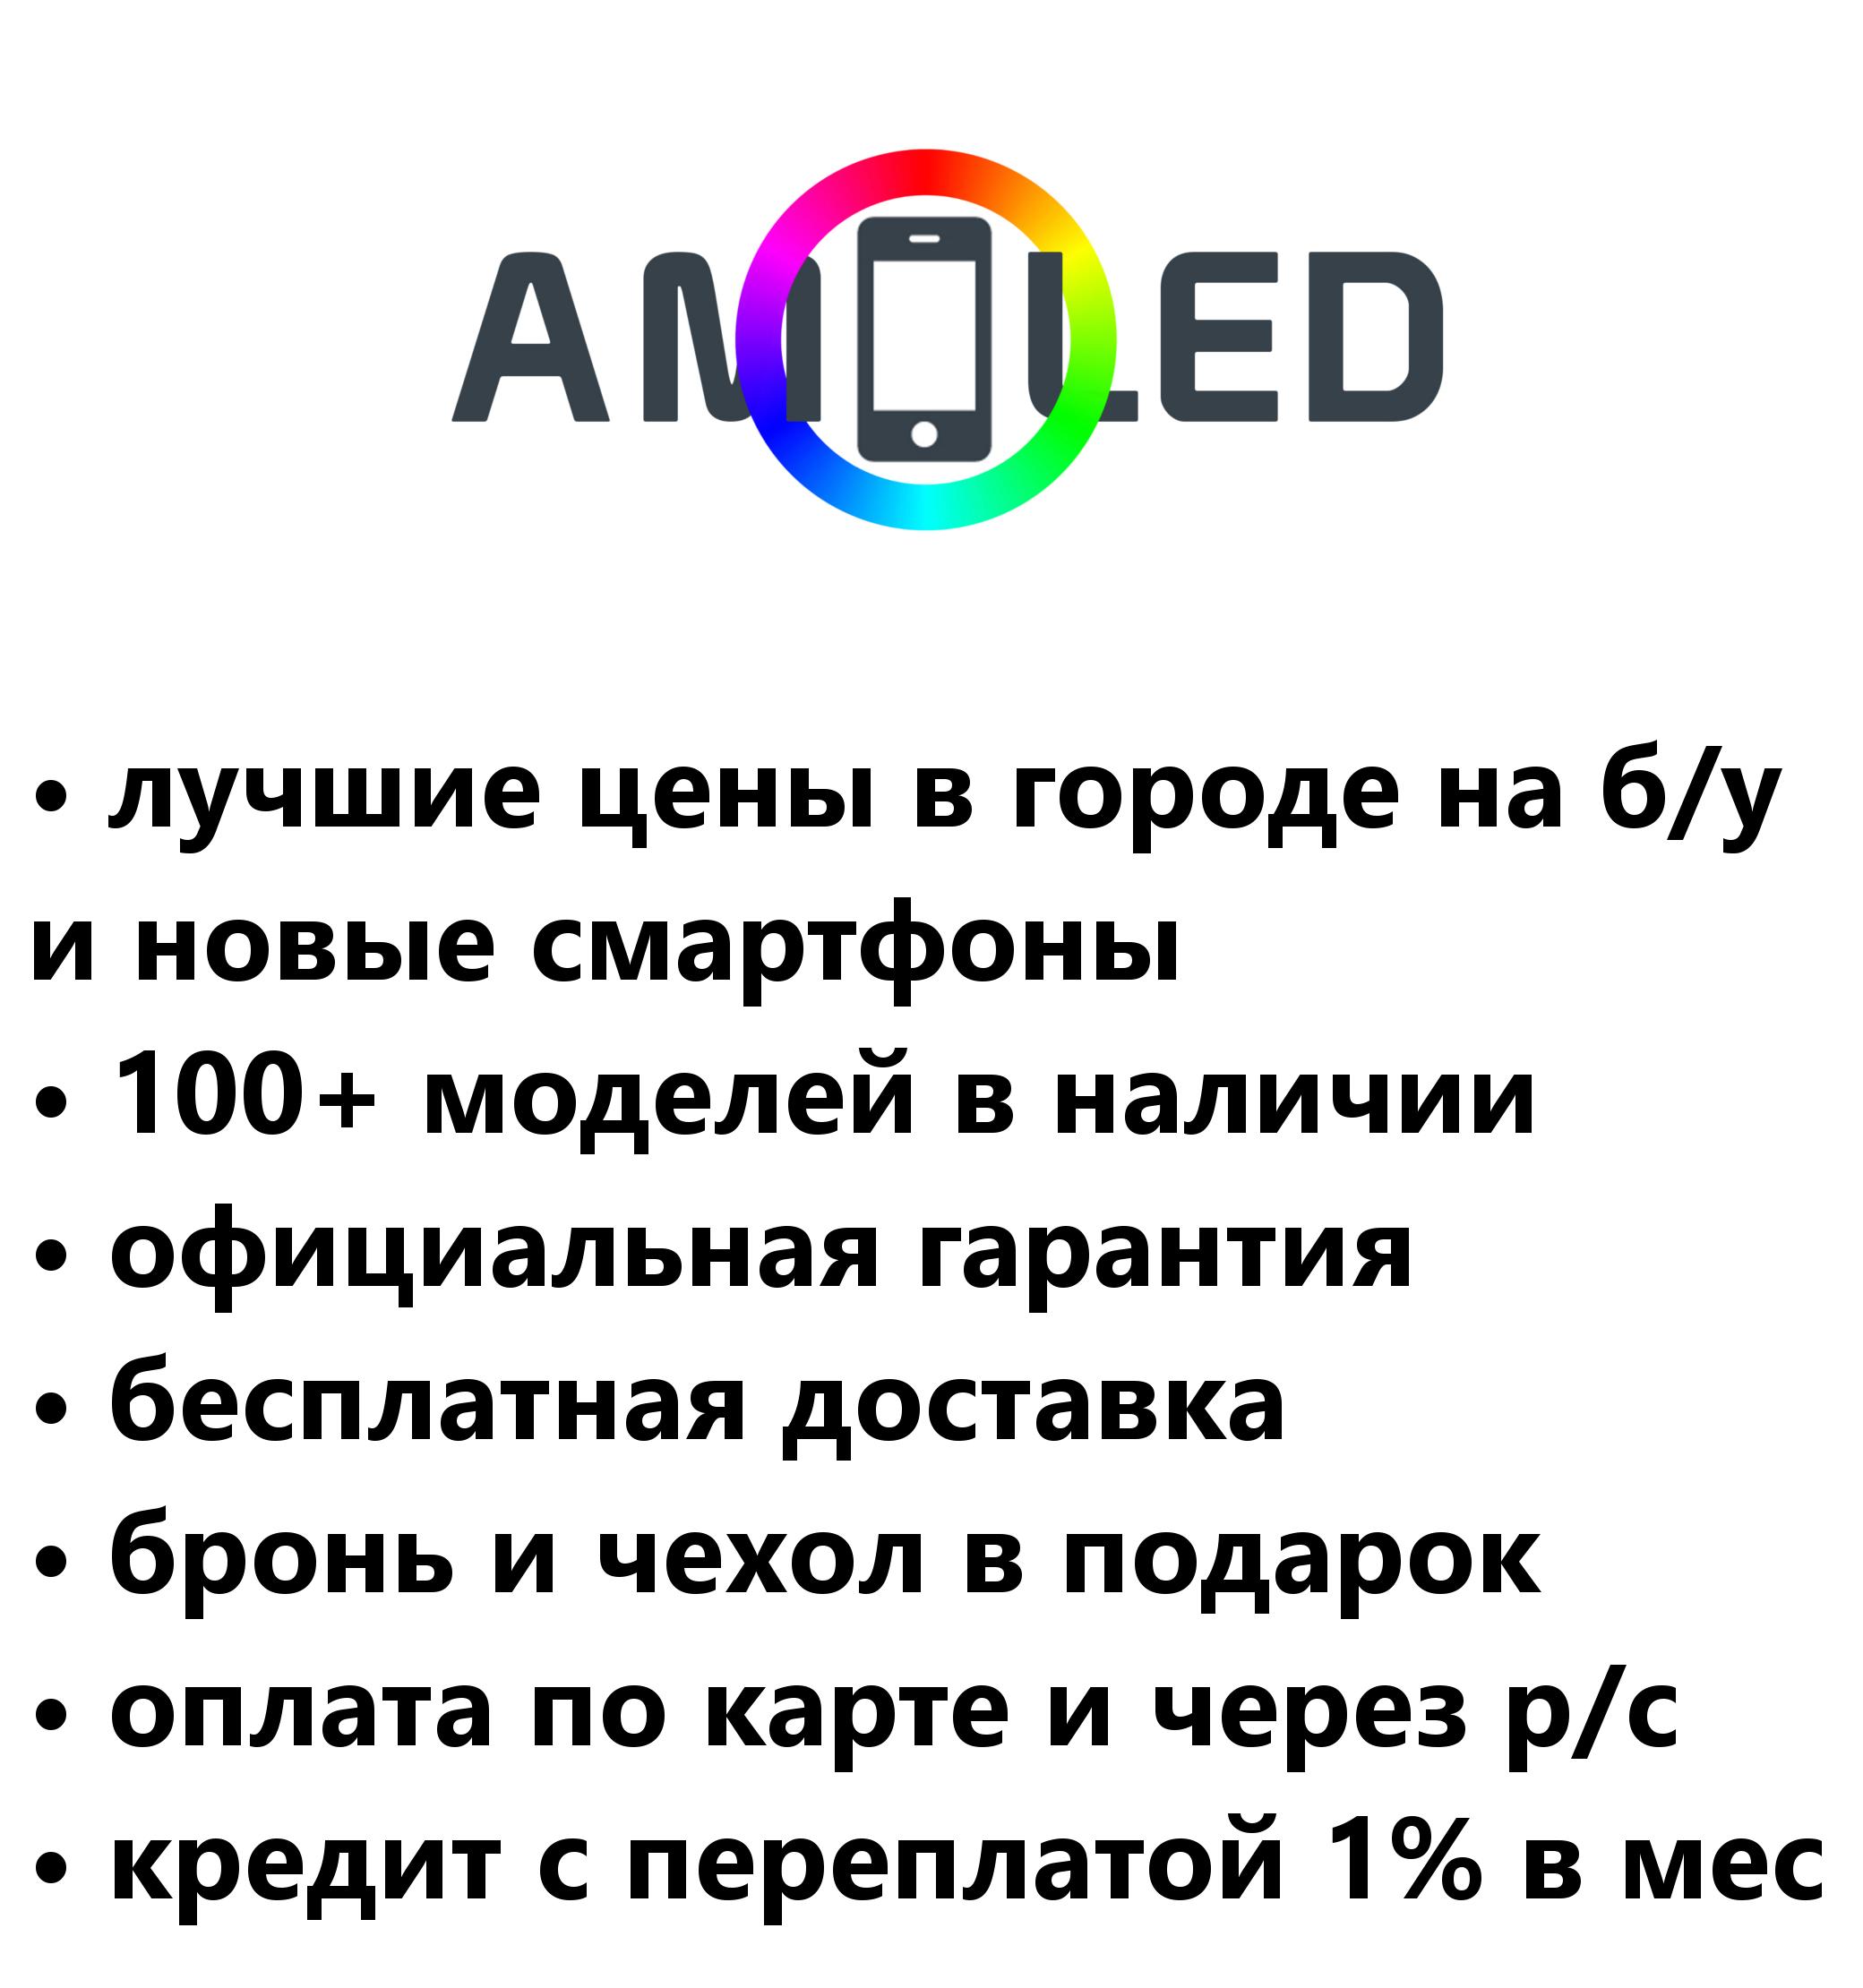 AMOLED
• лучшие цены в городе на б/у
и новые смартфоны
• 100+ моделей в наличии
• официальная гарантия
• бесплатная доставка
• бронь и чехол в подарок
• оплата по карте и через р/с
• кредит с переплатой 1% в мес